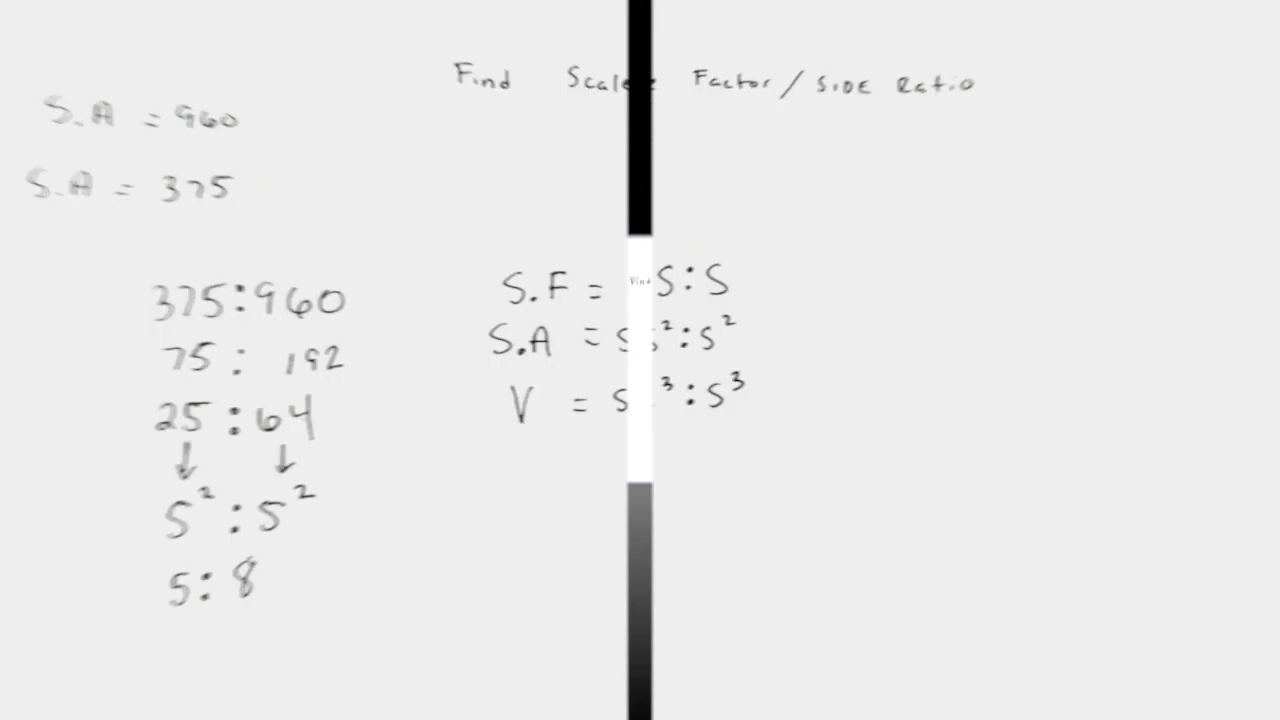 Find Scale Factor / SIDE Ratio
S.A = 960
S.A = 375
375:960
75 : 192
25 : 64
↓ ↓
S² : S²
5:8
S.F = S:S
S.A = S²:S²
V = S³:S³